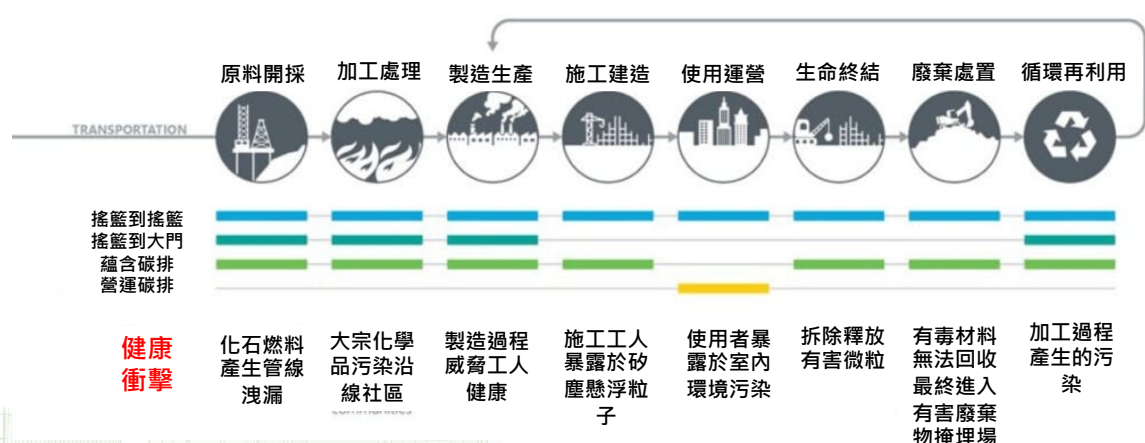 原料開採
加工處理
製造生產
施工建造
使用運營
生命終結
廢棄處置
循環再利用
TRANSPORTATION
搖籃到搖籃
搖籃到大門
蘊含碳排
營運碳排
健康
衝擊
化石燃料
產生管線
洩漏
大宗化學
品污染沿
線社區
communities
製造過程
威脅工人
健康
施工工人
暴露於矽
塵懸浮粒
子
使用者暴
露於室內
環境污染
拆除釋放
有害微粒
有毒材料
無法回收
最終進入
有害廢棄
物掩埋場
加工過程
產生的污
染